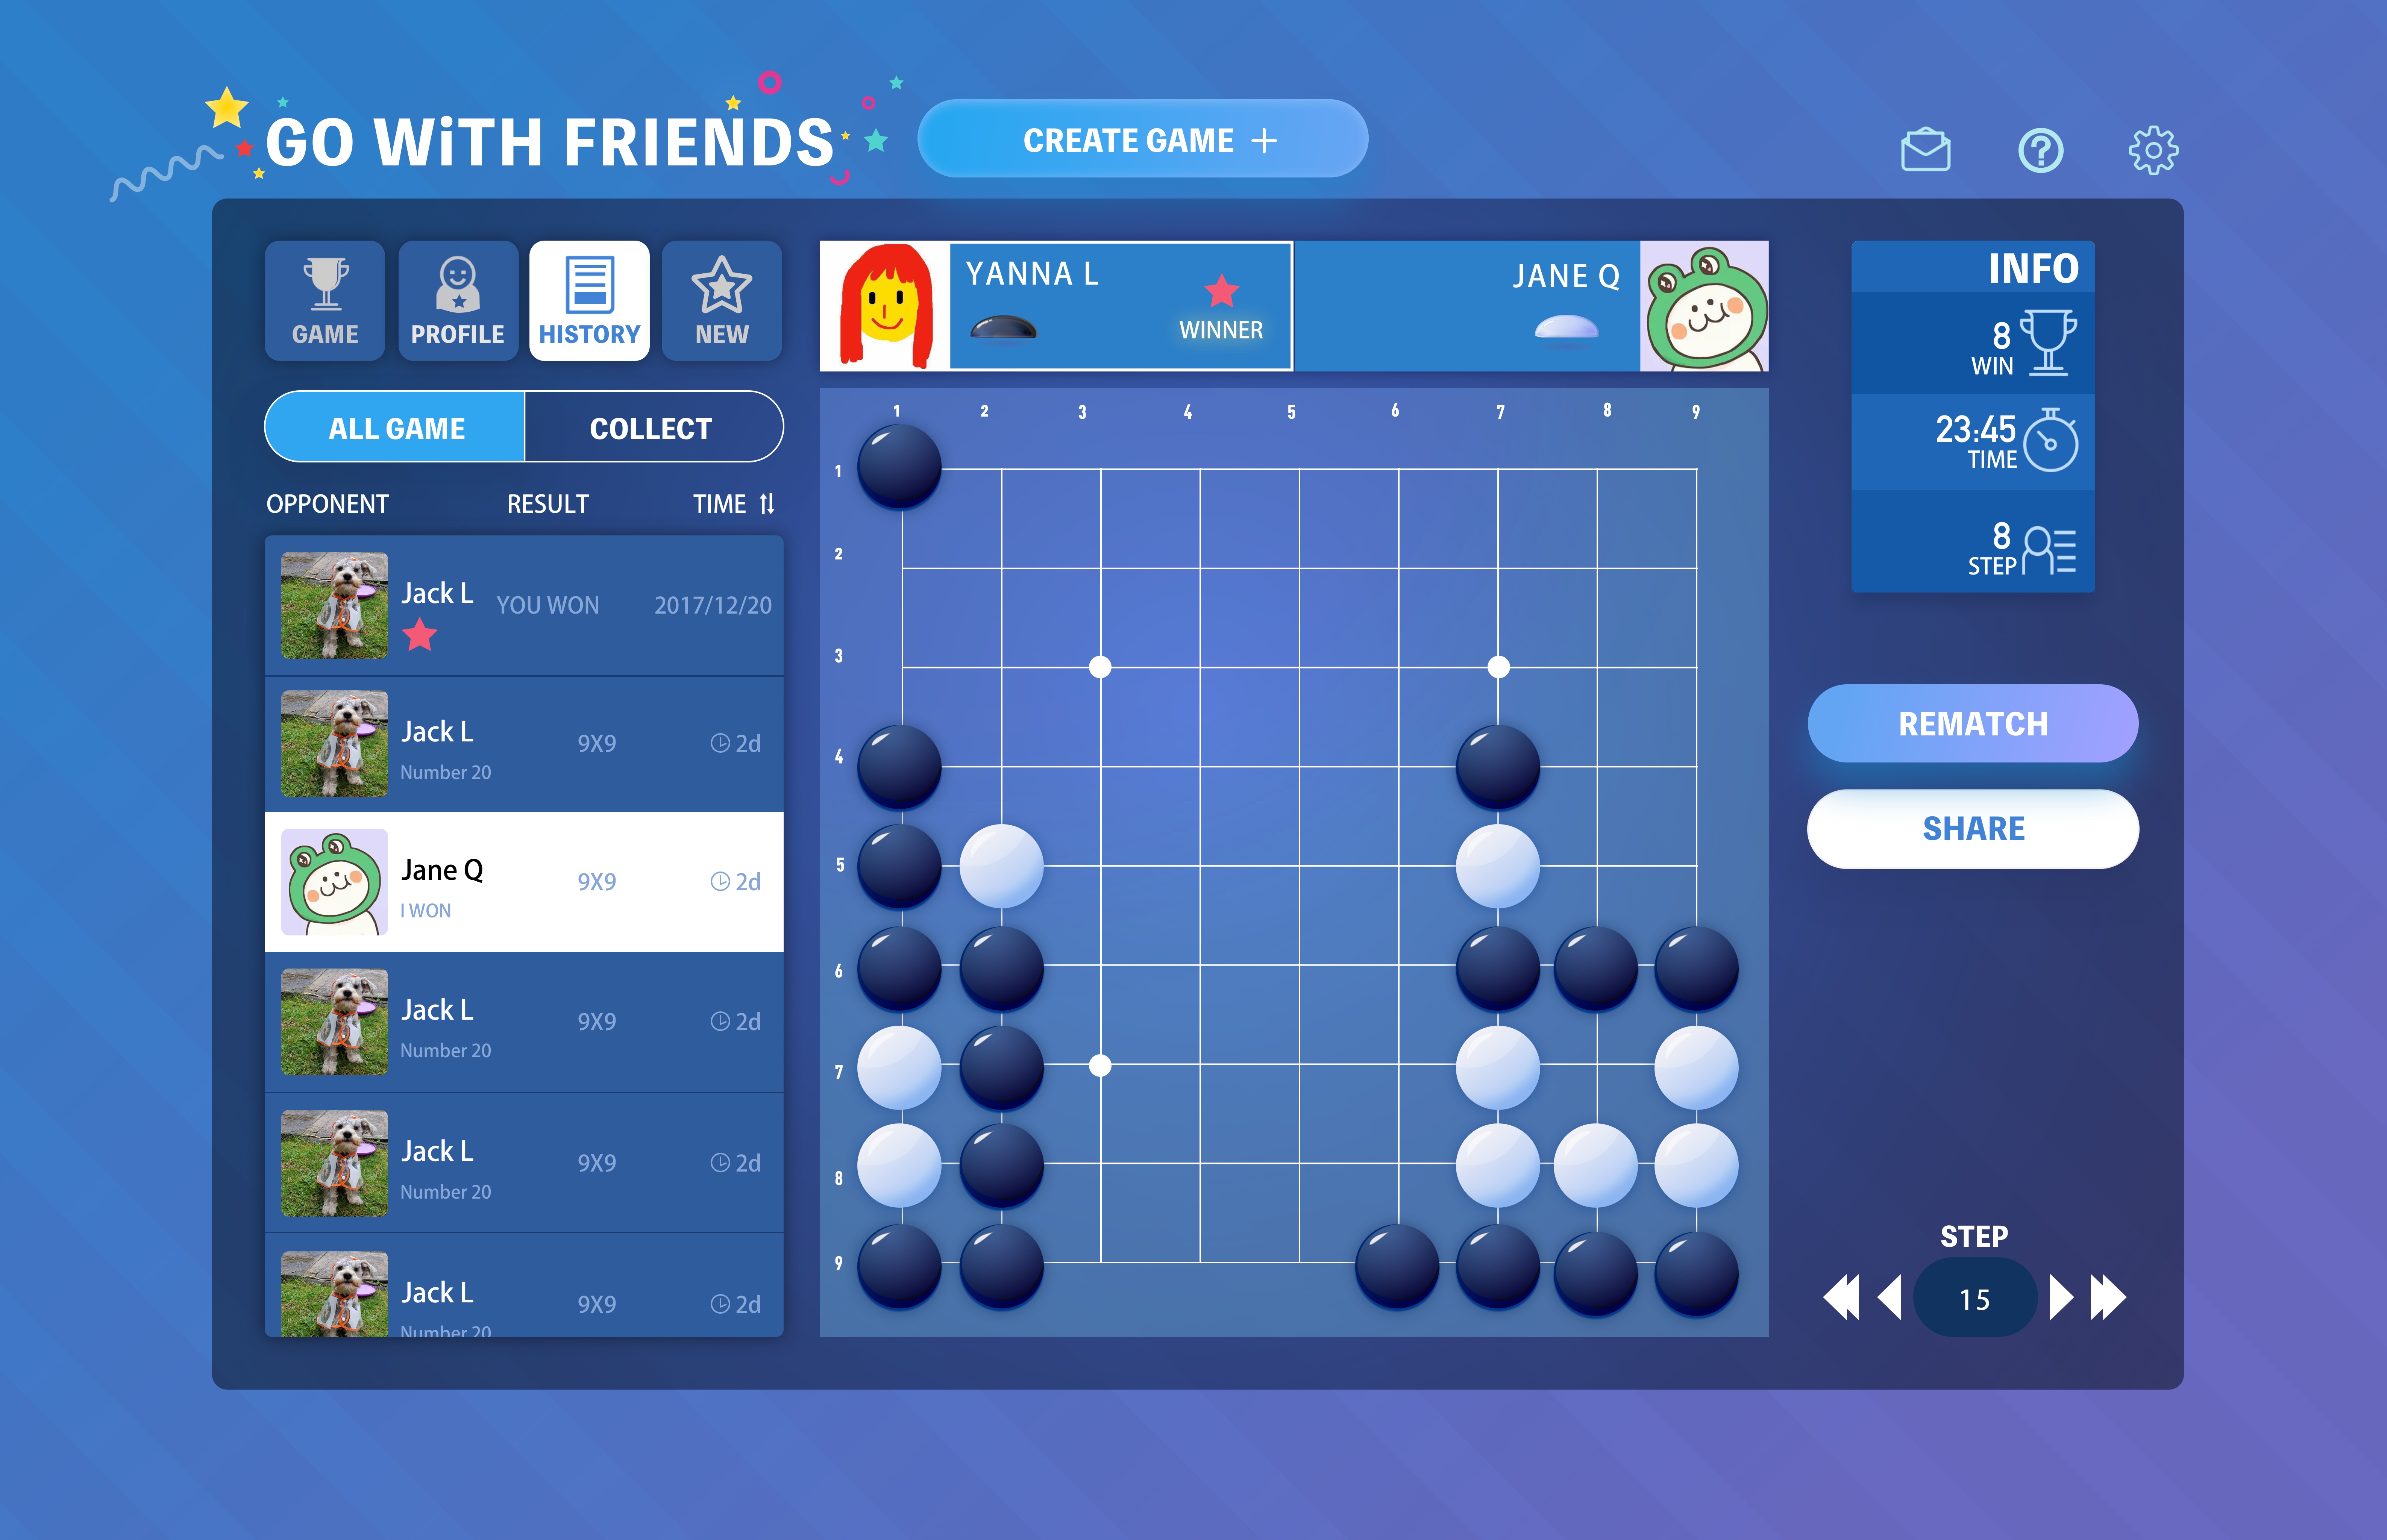 GO WiTH FRIENDS
CREATE GAME +
GAME
PROFILE
HISTORY
NEW
ALL GAME
COLLECT
OPPONENT RESULT TIME
Jack L YOU WON 2017/12/20
Jack L 9X9 2d
Number 20
Jane Q 9X9 2d
I WON
Jack L 9X9 2d
Number 20
Jack L 9X9 2d
Number 20
Jack L 9X9 2d
Number 20
YANNA L
WINNER
JANE Q
1 2 3 4 5 6 7 8 9
1
2
3
4
5
6
7
8
9
INFO
8
WIN
23:45
TIME
8
STEP
REMATCH
SHARE
STEP
15